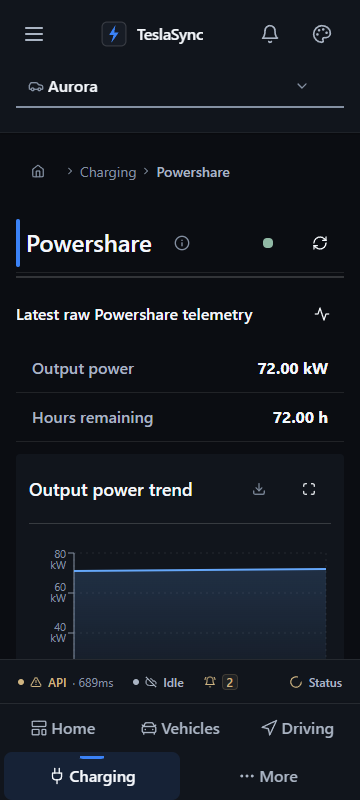 TeslaSync
Aurora
Charging
Powershare
Powershare
Latest raw Powershare telemetry
Output power 72.00 kW
Hours remaining 72.00 h
Output power trend
80
kW
60
kW
40
kW
API · 689ms
Idle
2
Status
Home
Vehicles
Driving
Charging
More